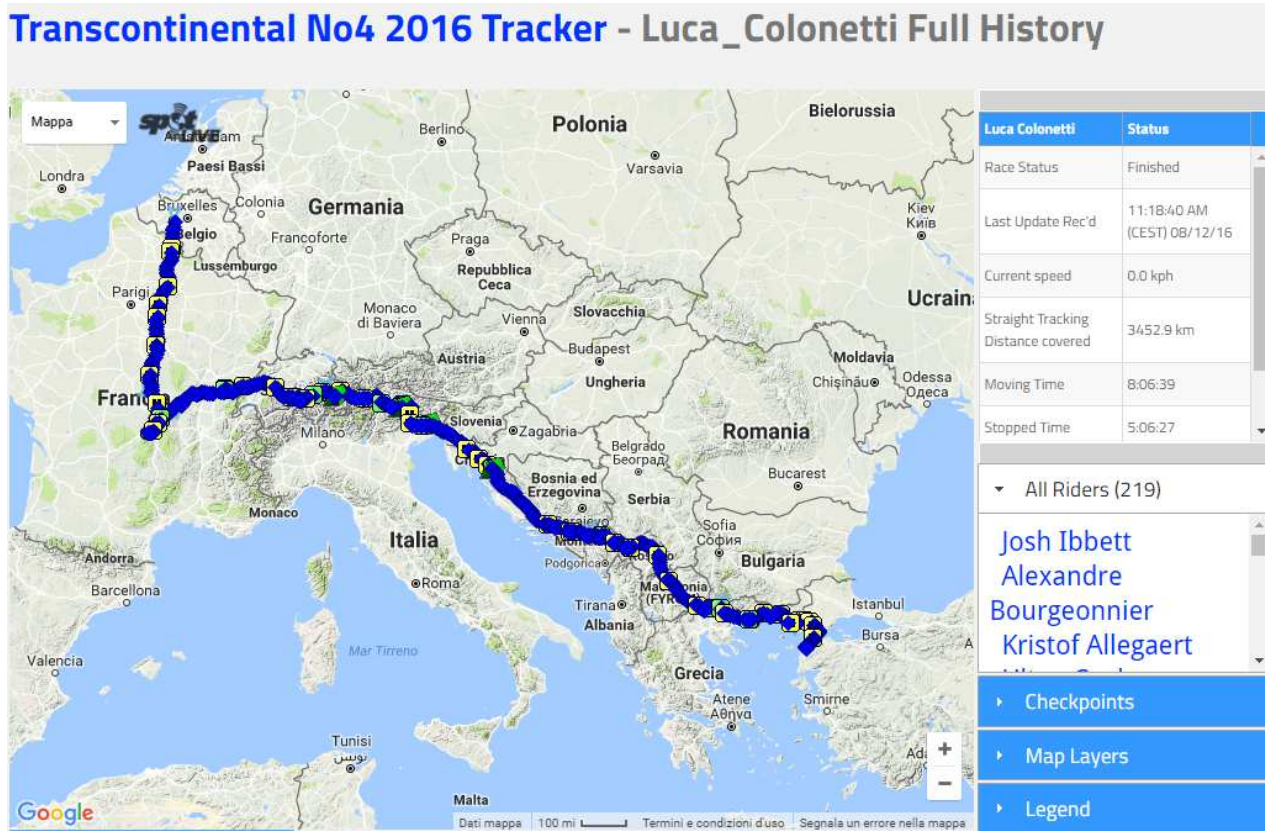 Transcontinental No4 2016 Tracker - Luca_Colonetti Full History
Mappa
spot
LIVE
Bielorussia
Berlino
Polonia
Londra
Paesi Bassi
Varsavia
Bruxelles
Colonia
Germania
Kiev
Київ
Belgio
Francoforte
Praga
Lussemburgo
Repubblica
Ceca
Parigi
Ucrain
Monaco
di Baviera
Vienna
Slovacchia
Austria
Budapest
Moldavia
Ungheria
Chișinău
Odessa
Одеса
Milano
Slovenia
Zagabria
Romania
Belgrado
Београд
Bosnia ed
Erzegovina
Bucarest
Serbia
Monaco
Sofia
София
Italia
Bulgaria
Andorra
Podgorica
Barcellona
Roma
Tirana
Istanbul
Albania
Bursa
Valencia
Mar Tirreno
Grecia
Atene
Αθήνα
Smirne
Tunisi
Malta
Google
Dati mappa
100 mi
Termini e condizioni d'uso
Segnala un errore nella mappa
Luca Colonetti Status
Race Status Finished
Last Update Rec'd 11:18:40 AM
(CEST) 08/12/16
Current speed 0.0 kph
Straight Tracking
Distance covered 3452.9 km
Moving Time 8:06:39
Stopped Time 5:06:27
All Riders (219)
Josh Ibbett
Alexandre
Bourgeonnier
Kristof Allegaert
Checkpoints
Map Layers
Legend